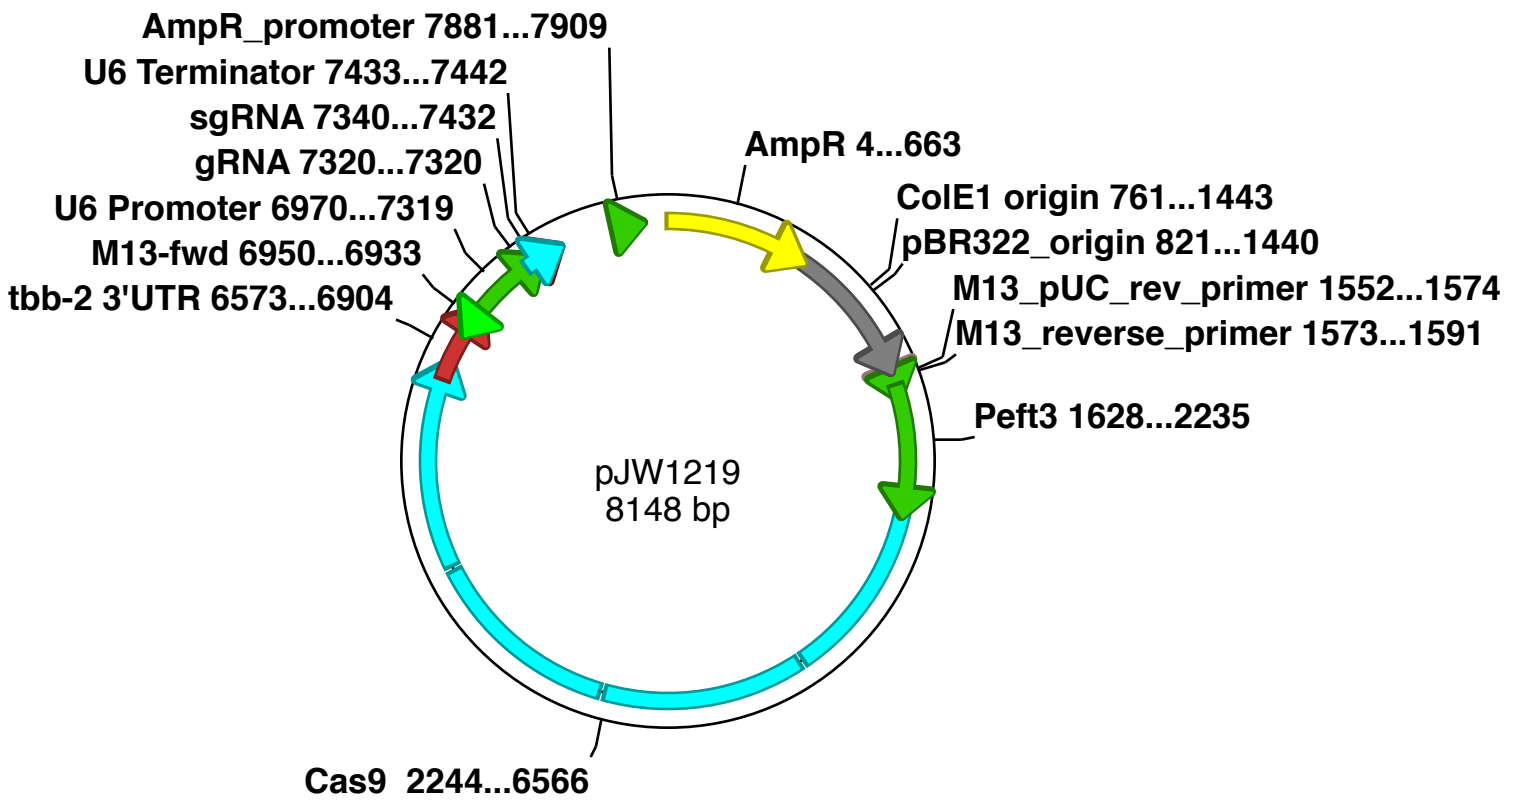 AmpR_promoter 7881...7909
U6 Terminator 7433...7442
sgRNA 7340...7432
gRNA 7320...7320
U6 Promoter 6970...7319
M13-fwd 6950...6933
tbb-2 3'UTR 6573...6904
AmpR 4...663
ColE1 origin 761...1443
pBR322_origin 821...1440
M13_pUC_rev_primer 1552...1574
M13_reverse_primer 1573...1591
Peft3 1628...2235
pJW1219
8148 bp
Cas9 2244...6566